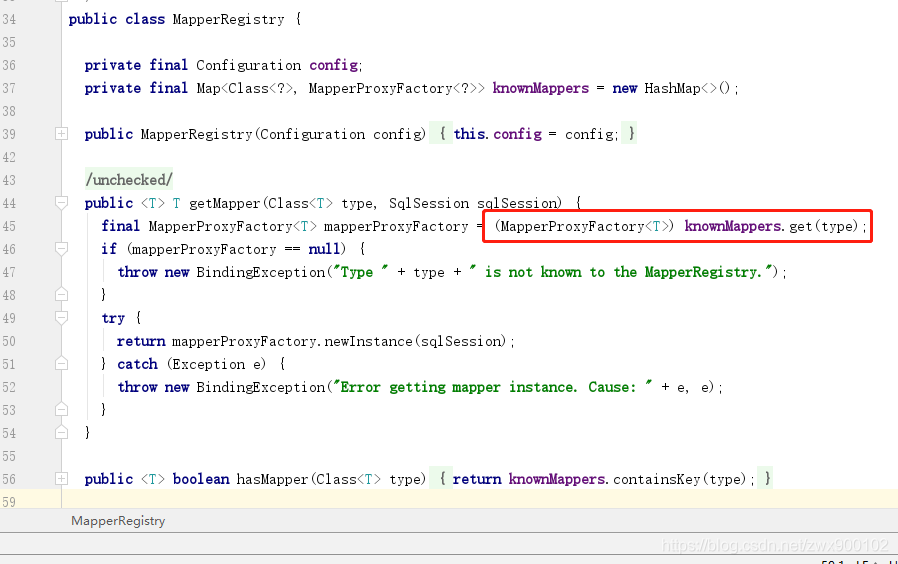 34 public class MapperRegistry {
35
36 private final Configuration config;
37 private final Map<Class<?>, MapperProxyFactory<?>> knownMappers = new HashMap<>();
38
39 public MapperRegistry(Configuration config) { this.config = config; }
42
43 /unchecked/
44 public <T> T getMapper(Class<T> type, SqlSession sqlSession) {
45 final MapperProxyFactory<T> mapperProxyFactory = (MapperProxyFactory<T>) knownMappers.get(type);
46 if (mapperProxyFactory == null) {
47 throw new BindingException("Type " + type + " is not known to the MapperRegistry.");
48 }
49 try {
50 return mapperProxyFactory.newInstance(sqlSession);
51 } catch (Exception e) {
52 throw new BindingException("Error getting mapper instance. Cause: " + e, e);
53 }
54 }
55
56 public <T> boolean hasMapper(Class<T> type) { return knownMappers.containsKey(type); }
59
MapperRegistry
https://blog.csdn.net/zwx900102